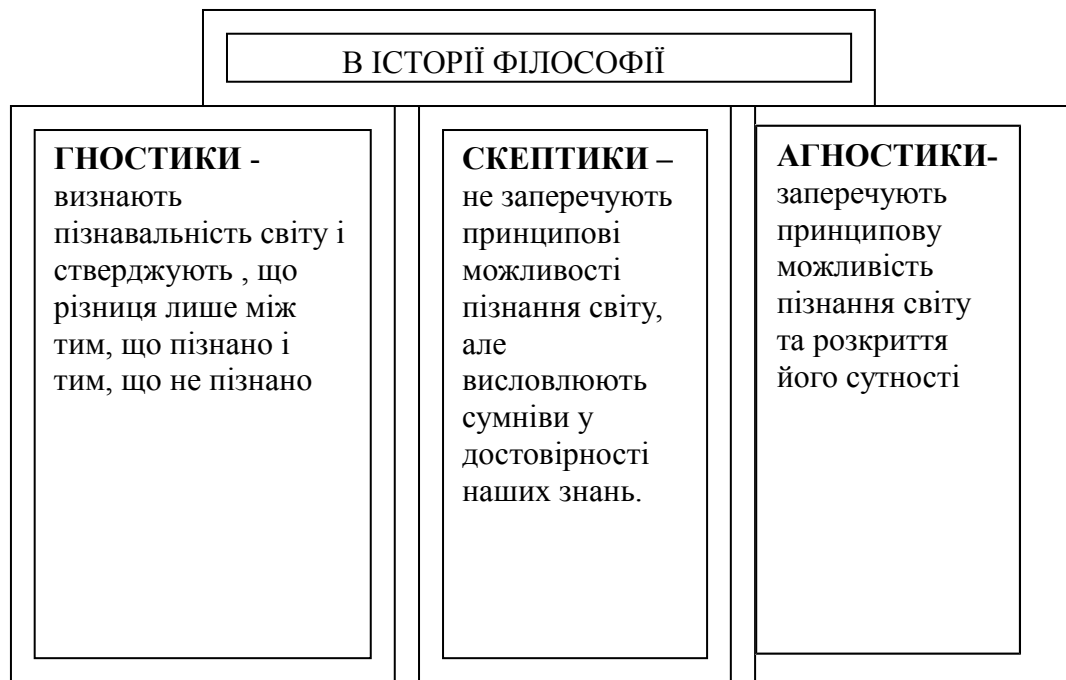 В ІСТОРІЇ ФІЛОСОФІЇ
ГНОСТИКИ -
визнають
пізнавальність світу і
стверджують , що
різниця лише між
тим, що пізнано і
тим, що не пізнано
СКЕПТИКИ –
не заперечують
принципові
можливості
пізнання світу,
але
висловлюють
сумніви у
достовірності
наших знань.
АГНОСТИКИ-
заперечують
принципову
можливість
пізнання світу
та розкриття
його сутності